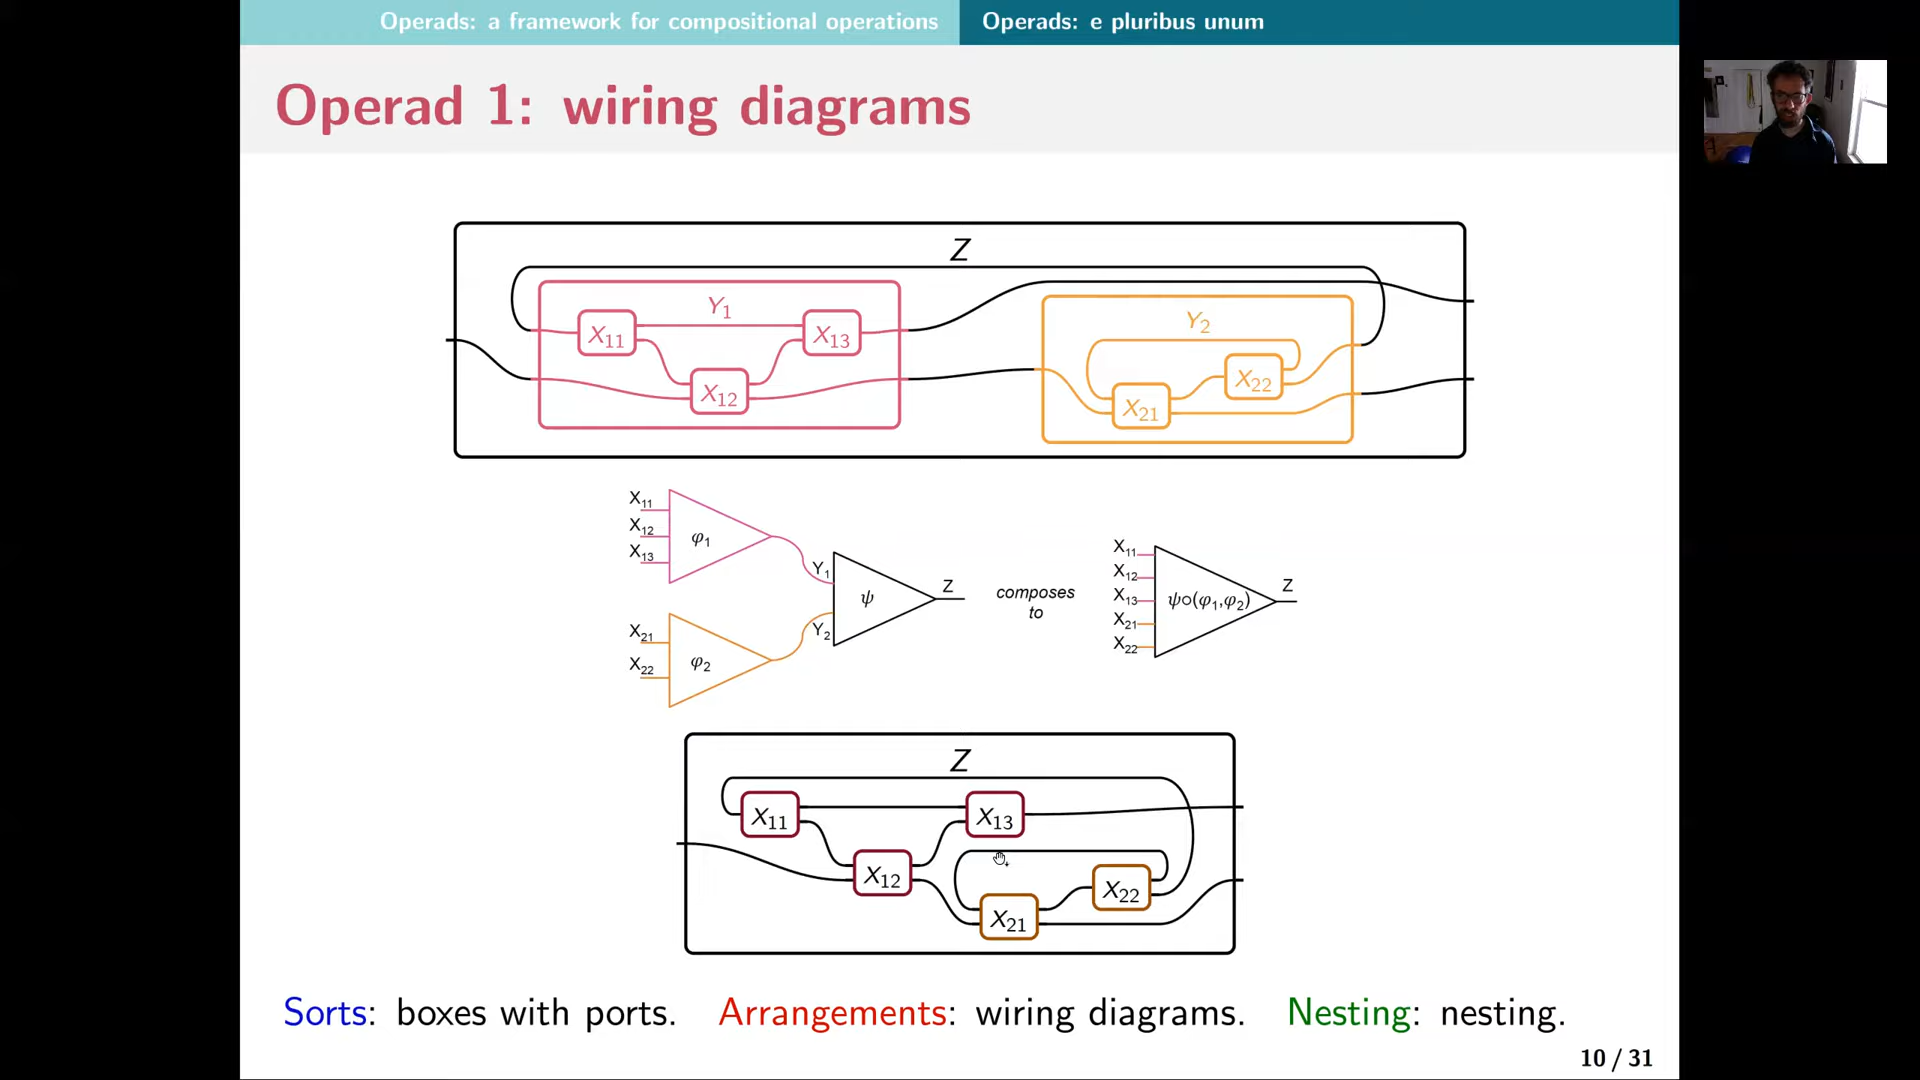 Operads: a framework for compositional operations Operads: e pluribus unum
Operad 1: wiring diagrams
Z
Y₁
X₁₁
X₁₃
X₁₂
Y₂
X₂₂
X₂₁
X₁₁
X₁₂
X₁₃
φ₁
X₂₁
X₂₂
φ₂
Y₁
Y₂
ψ
Z
composes
to
X₁₁
X₁₂
X₁₃
X₂₁
X₂₂
ψ○(φ₁,φ₂)
Z
Z
X₁₁
X₁₃
X₁₂
X₂₂
X₂₁
Sorts: boxes with ports. Arrangements: wiring diagrams. Nesting: nesting.
10 / 31